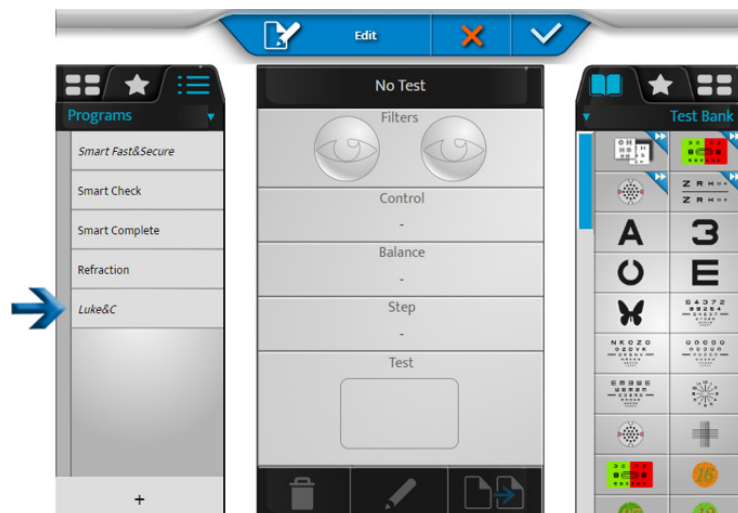 Edit
Programs
No Test
Test Bank
Smart Fast&Secure
Smart Check
Smart Complete
Refraction
Luke&C
+
Filters
Control
-
Balance
-
Step
-
Test
A
3
E
16